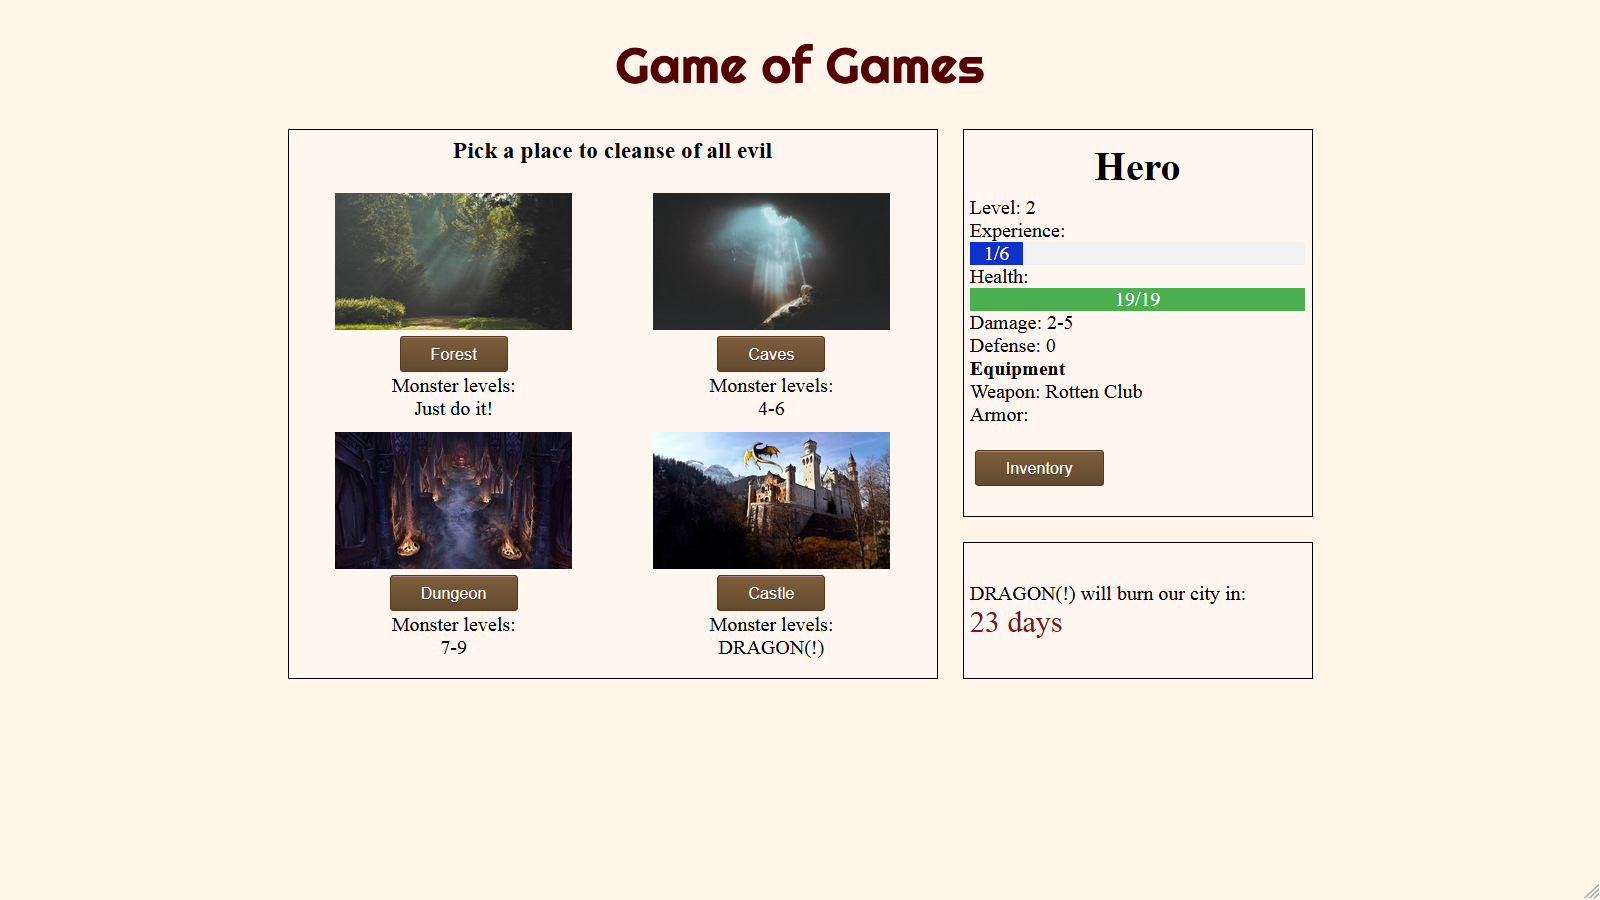 Game of Games
Pick a place to cleanse of all evil
Forest
Monster levels:
Just do it!
Caves
Monster levels:
4-6
Dungeon
Monster levels:
7-9
Castle
Monster levels:
DRAGON(!)
Hero
Level: 2
Experience:
1/6
Health:
19/19
Damage: 2-5
Defense: 0
Equipment
Weapon: Rotten Club
Armor:
Inventory
DRAGON(!) will burn our city in:
23 days